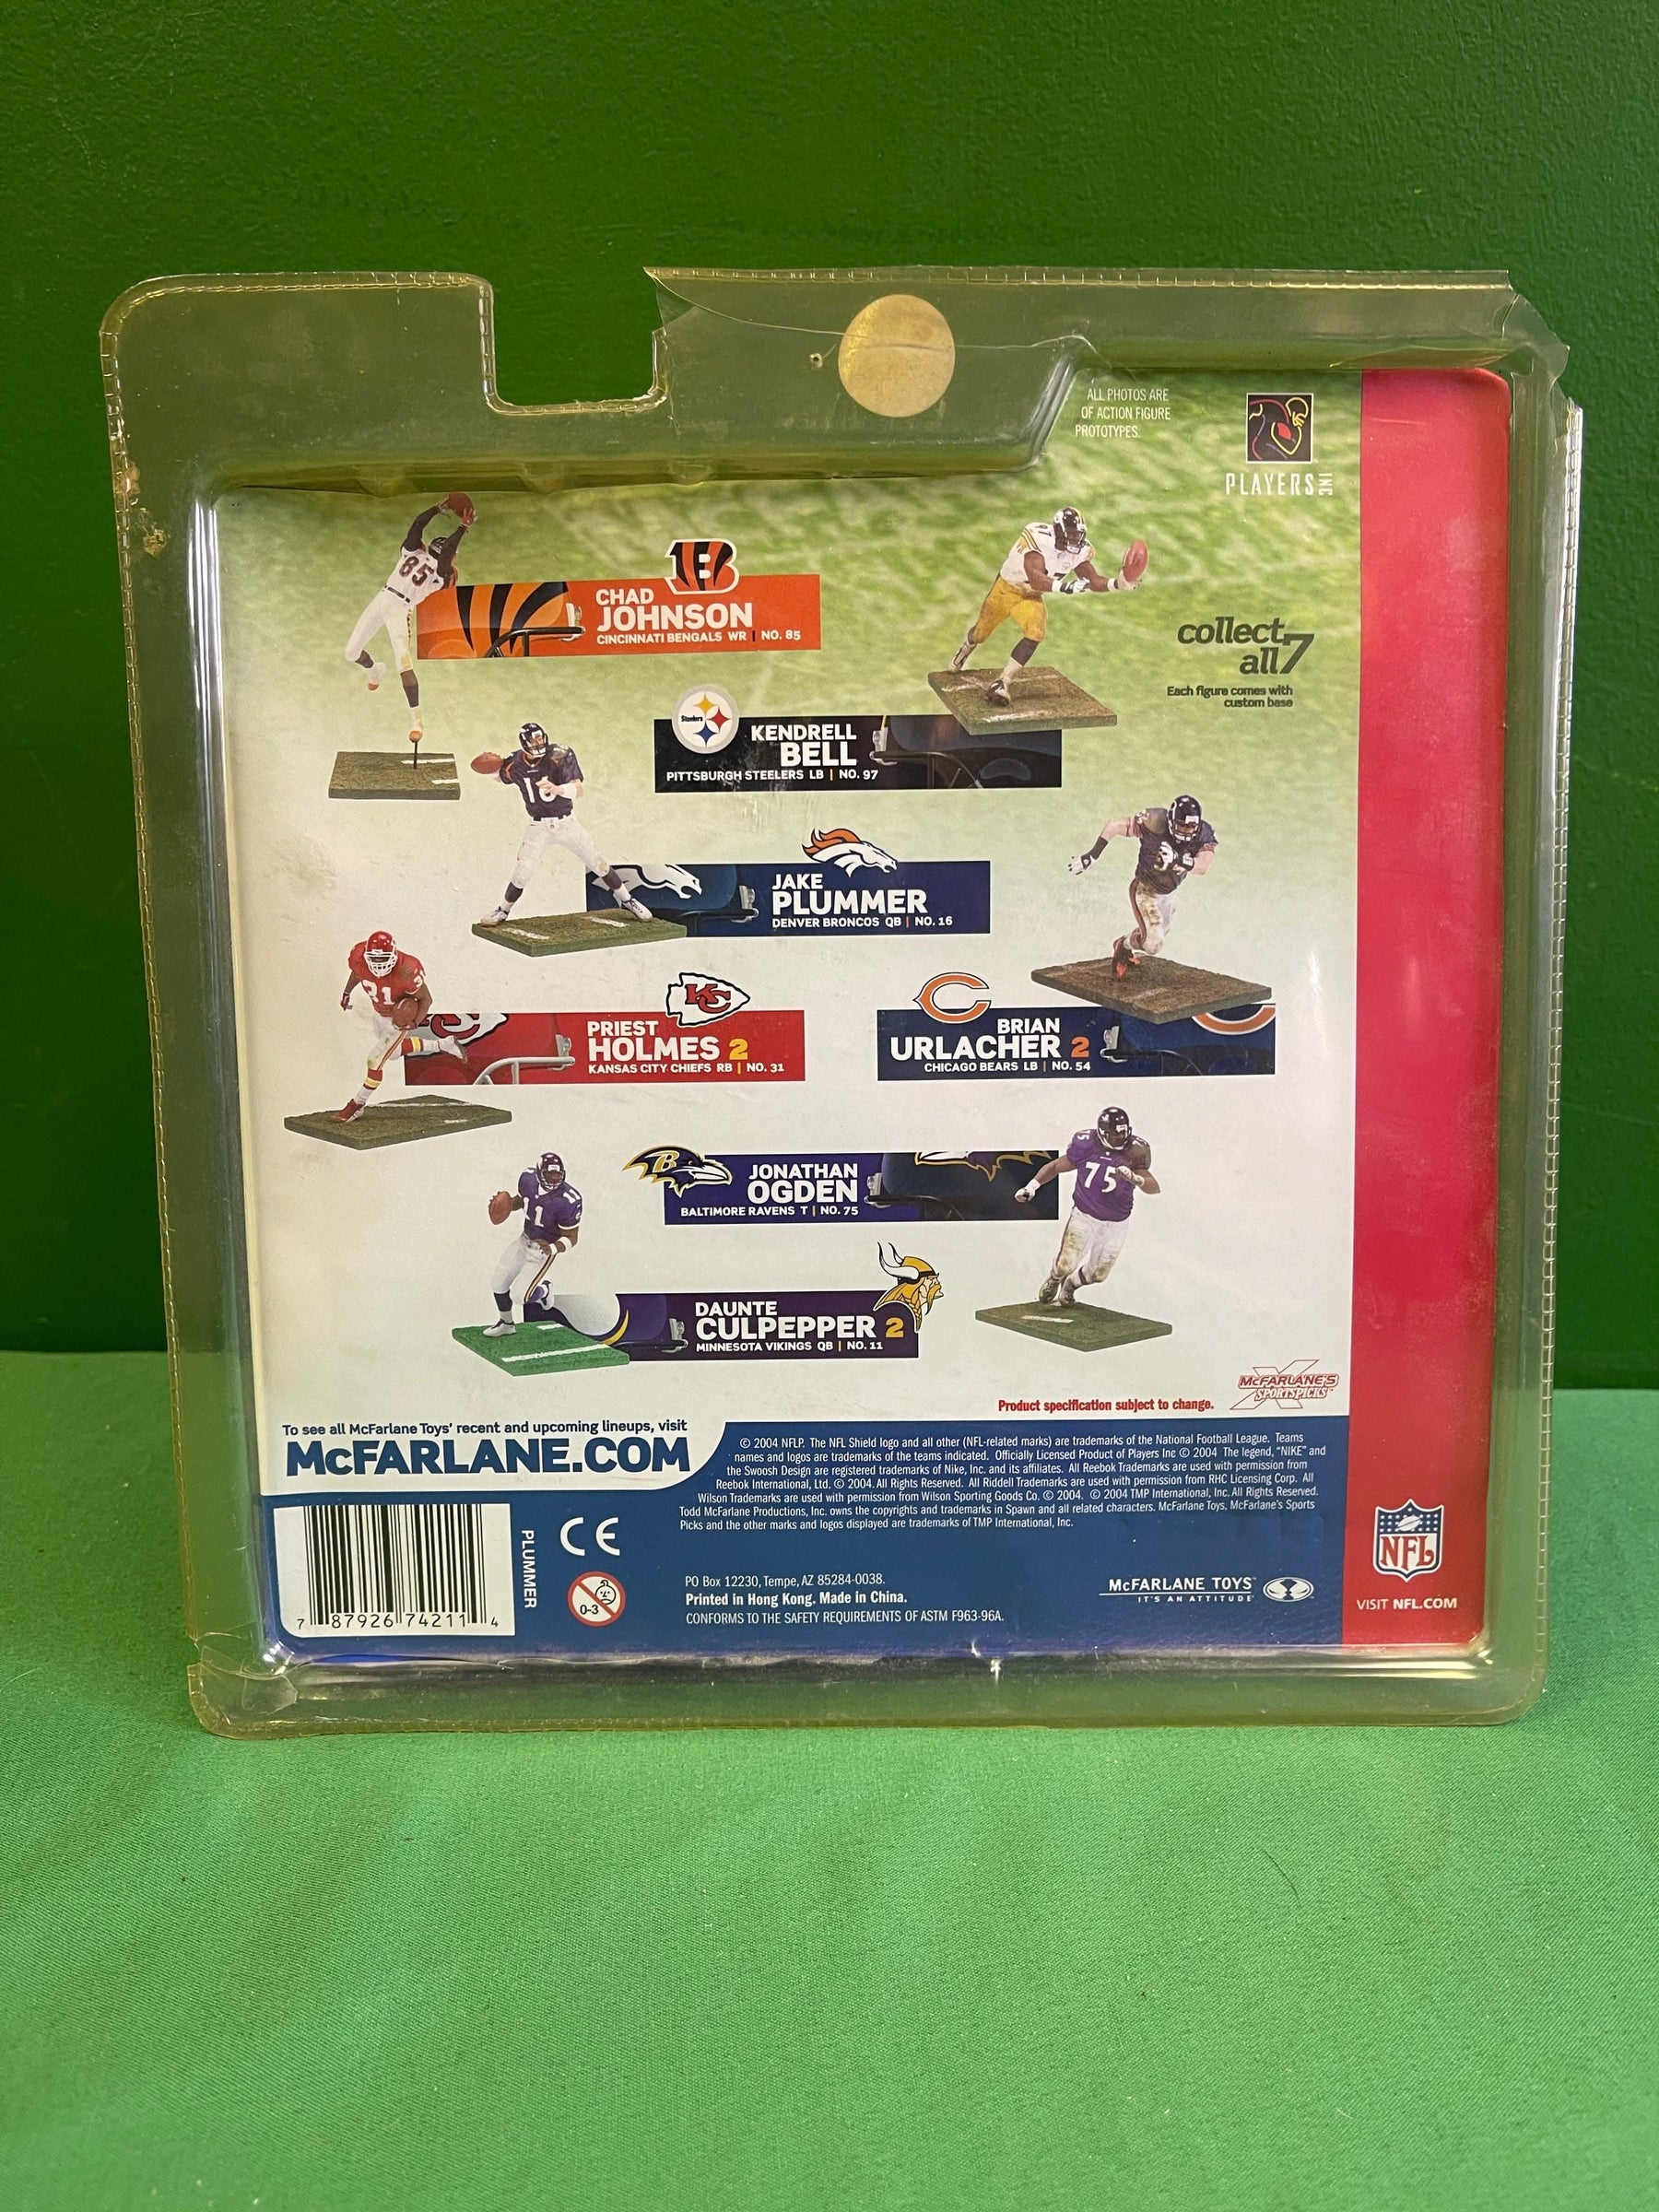 ALL PHOTOS ARE
OF ACTION FIGURE
PROTOTYPES.
PLAYERS INC
85
CHAD
JOHNSON
CINCINNATI BENGALS WR | NO. 85
collect
all 7
Each figure comes with
custom base
Steelers
KENDRELL
BELL
PITTSBURGH STEELERS LB | NO. 97
16
JAKE
PLUMMER
DENVER BRONCOS QB | NO. 16
31
KC
PRIEST
HOLMES 2
KANSAS CITY CHIEFS RB | NO. 31
C
BRIAN
URLACHER 2
CHICAGO BEARS LB | NO. 54
B
JONATHAN
OGDEN
BALTIMORE RAVENS T | NO. 75
75
11
DAUNTE
CULPEPPER 2
MINNESOTA VIKINGS QB | NO. 11
McFARLANE'S
SPORTSPICKS™
Product specification subject to change.
To see all McFarlane Toys' recent and upcoming lineups, visit
McFARLANE.COM
© 2004 NFLP. The NFL Shield logo and all other (NFL-related marks) are trademarks of the National Football League. Teams
names and logos are trademarks of the teams indicated. Officially Licensed Product of Players Inc © 2004 The legend, "NIKE" and
the Swoosh Design are registered trademarks of Nike, Inc. and its affiliates. All Reebok Trademarks are used with permission from
Reebok International, Ltd. © 2004. All Rights Reserved. All Riddell Trademarks are used with permission from RHC Licensing Corp. All
Wilson Trademarks are used with permission from Wilson Sporting Goods Co. © 2004. © 2004 TMP International, Inc. All Rights Reserved.
Todd McFarlane Productions, Inc. owns the copyrights and trademarks in Spawn and all related characters. McFarlane Toys, McFarlane's Sports
Picks and the other marks and logos displayed are trademarks of TMP International, Inc.
PLUMMER
CE
0-3
7 87926 74211 4
PO Box 12230, Tempe, AZ 85284-0038.
Printed in Hong Kong. Made in China.
CONFORMS TO THE SAFETY REQUIREMENTS OF ASTM F963-96A.
McFARLANE TOYS™
IT'S AN ATTITUDE
NFL
VISIT NFL.COM